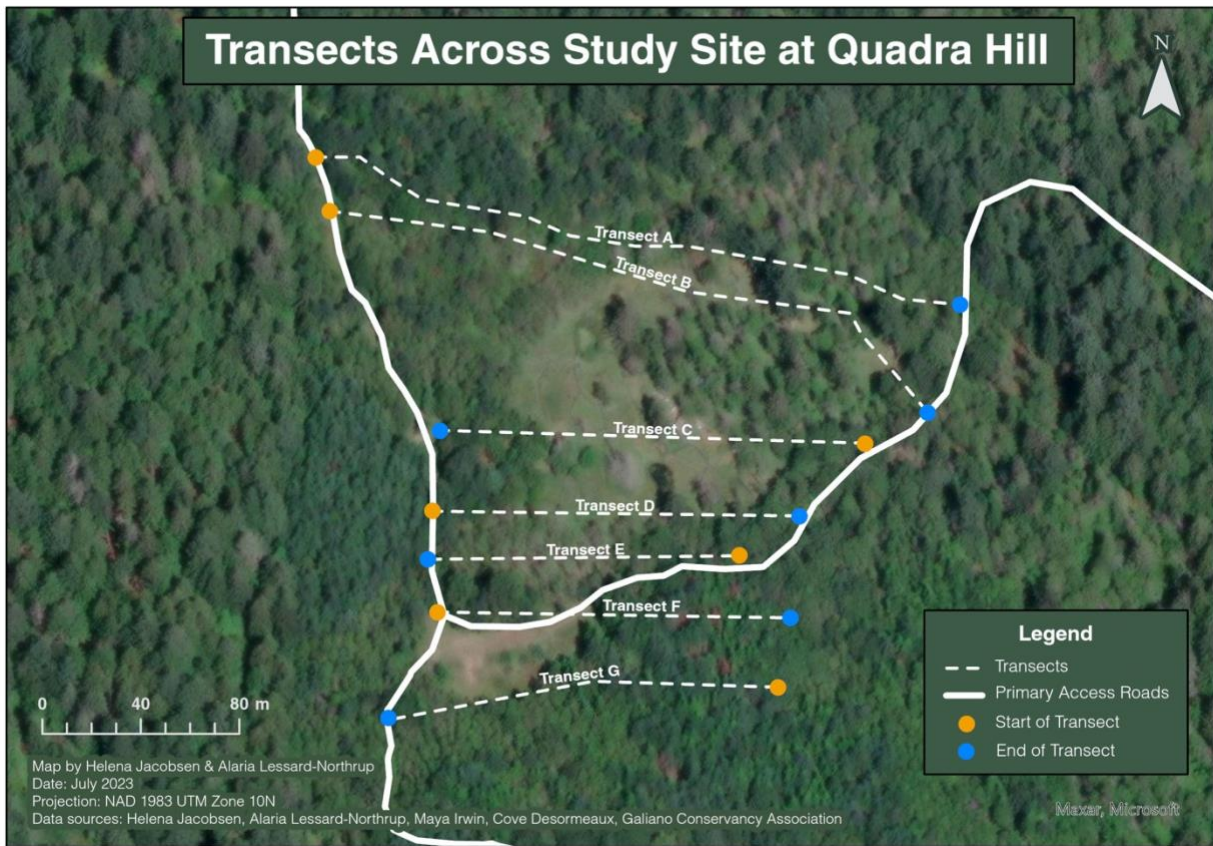 Transects Across Study Site at Quadra Hill
N
Transect A
Transect B
Transect C
Transect D
Transect E
Transect F
Transect G
Legend
Transects
Primary Access Roads
Start of Transect
End of Transect
0 40 80 m
Map by Helena Jacobsen & Alaria Lessard-Northrup
Date: July 2023
Projection: NAD 1983 UTM Zone 10N
Data sources: Helena Jacobsen, Alaria Lessard-Northrup, Maya Irwin, Cove Desormeaux, Galiano Conservancy Association
Maxar, Microsoft